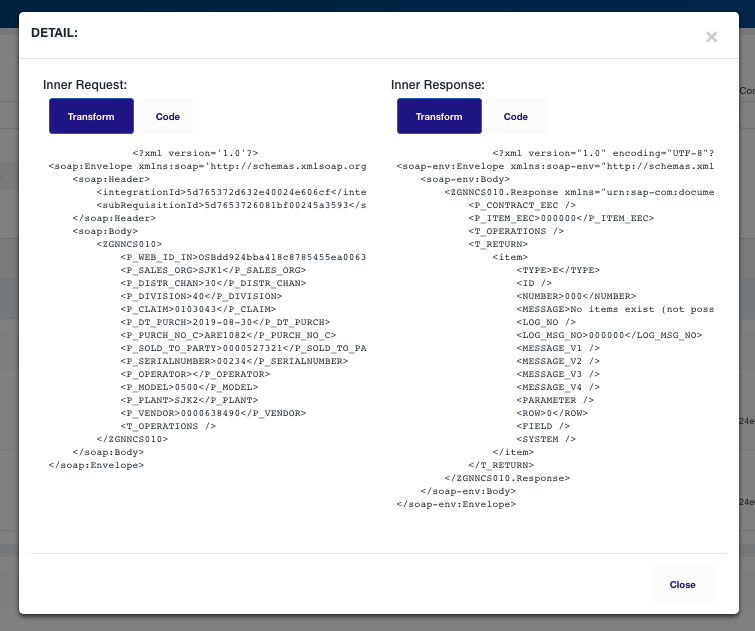 DETAIL:
×
Inner Request:
Transform
Code
<?xml version='1.0'?>
<soap:Envelope xmlns:soap='http://schemas.xmlsoap.org
<soap:Header>
<integrationId>5d765372d632e40024e606cf</inte
<subRequisitionId>5d7653726081bf00245a3593</s
</soap:Header>
<soap:Body>
<ZGNNCS010>
<P_WEB_ID_IN>OSBdd924bba418c8785455ea0063
<P_SALES_ORG>SJK1</P_SALES_ORG>
<P_DISTR_CHAN>30</P_DISTR_CHAN>
<P_DIVISION>40</P_DIVISION>
<P_CLAIM>0103043</P_CLAIM>
<P_DT_PURCH>2019-08-30</P_DT_PURCH>
<P_PURCH_NO_C>ARE1082</P_PURCH_NO_C>
<P_SOLD_TO_PARTY>0000527321</P_SOLD_TO_PA
<P_SERIALNUMBER>00234</P_SERIALNUMBER>
<P_OPERATOR></P_OPERATOR>
<P_MODEL>0500</P_MODEL>
<P_PLANT>SJK2</P_PLANT>
<P_VENDOR>0000638490</P_VENDOR>
<T_OPERATIONS />
</ZGNNCS010>
</soap:Body>
</soap:Envelope>
Inner Response:
Transform
Code
<?xml version="1.0" encoding="UTF-8"?
<soap-env:Envelope xmlns:soap-env="http://schemas.xml
<soap-env:Body>
<ZGNNCS010.Response xmlns="urn:sap-com:docume
<P_CONTRACT_EEC />
<P_ITEM_EEC>000000</P_ITEM_EEC>
<T_OPERATIONS />
<T_RETURN>
<item>
<TYPE>E</TYPE>
<ID />
<NUMBER>000</NUMBER>
<MESSAGE>No items exist (not poss
<LOG_NO />
<LOG_MSG_NO>000000</LOG_MSG_NO>
<MESSAGE_V1 />
<MESSAGE_V2 />
<MESSAGE_V3 />
<MESSAGE_V4 />
<PARAMETER />
<ROW>0</ROW>
<FIELD />
<SYSTEM />
</item>
</T_RETURN>
</ZGNNCS010.Response>
</soap-env:Body>
</soap-env:Envelope>
Close
Cor
24e
24e